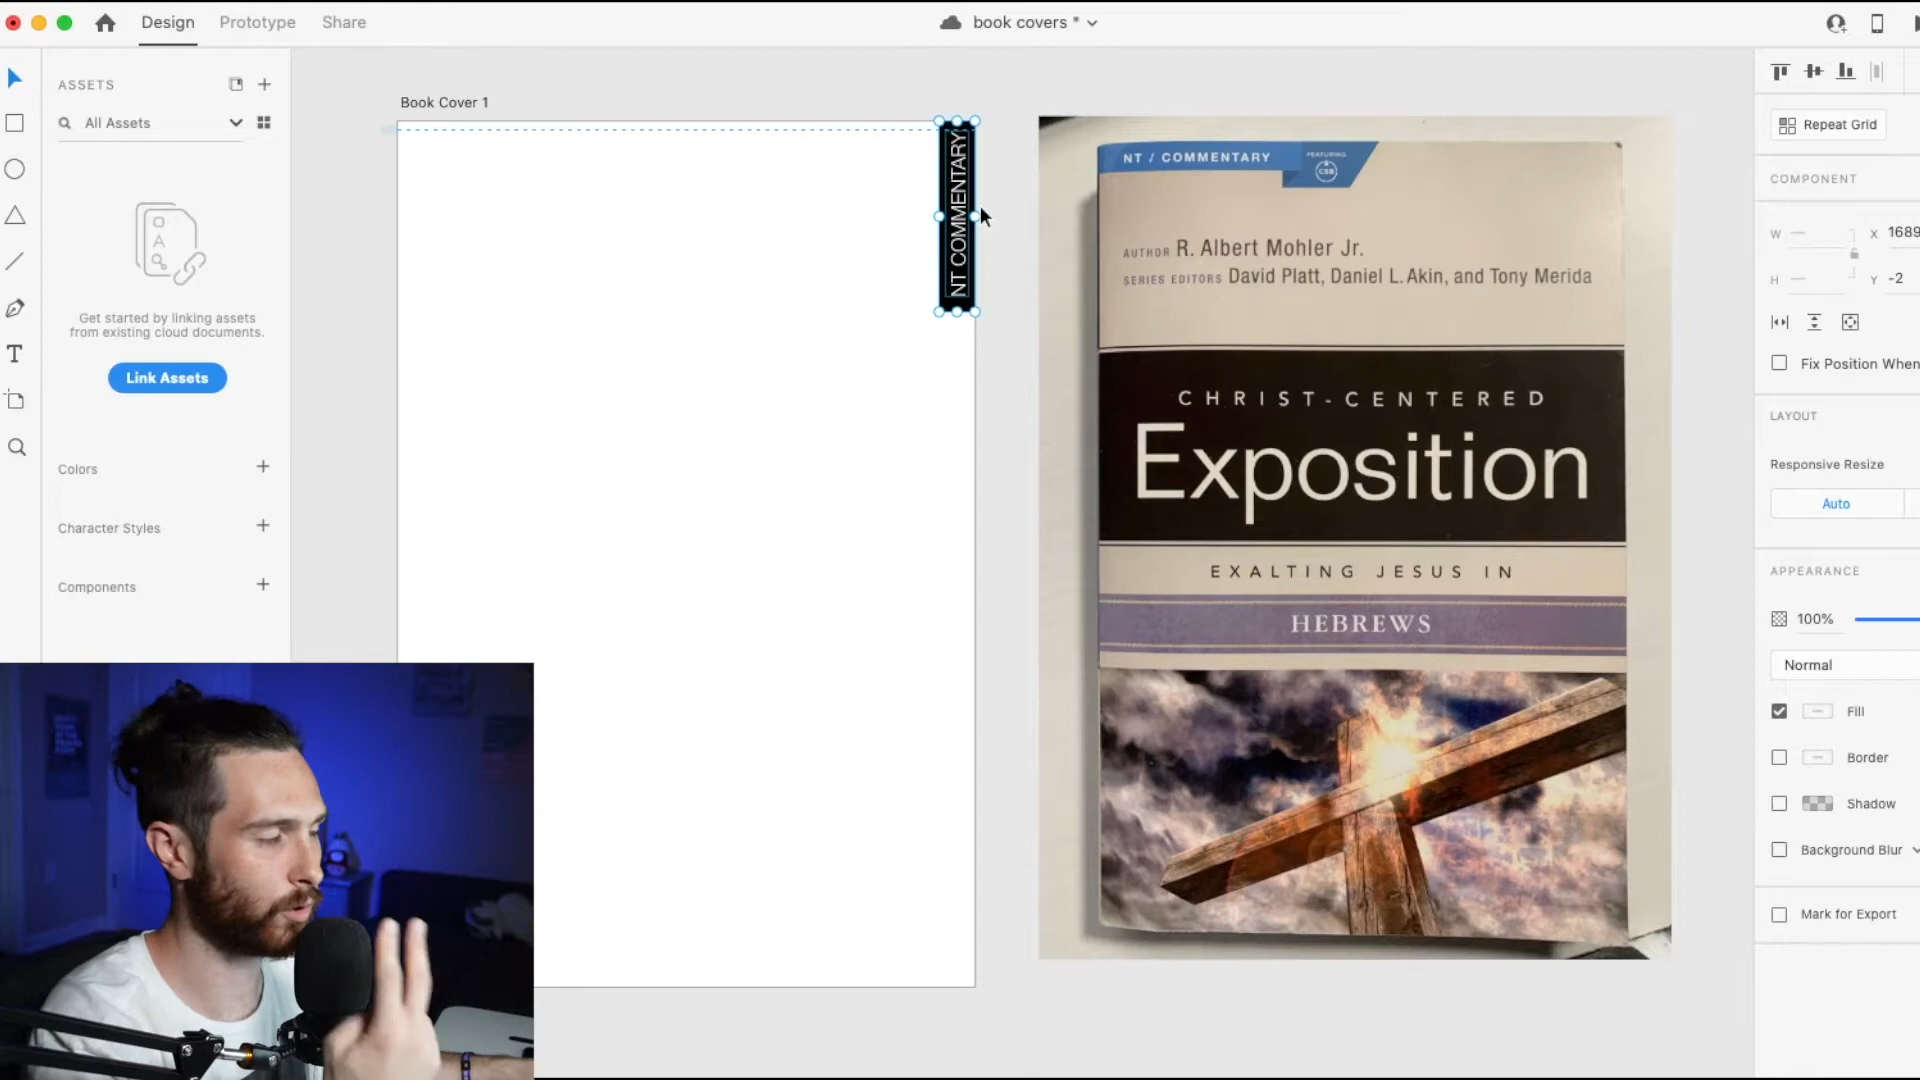 Design Prototype Share
book covers *
ASSETS
All Assets
Get started by linking assets
from existing cloud documents.
Link Assets
Colors
Character Styles
Components
Book Cover 1
NT COMMENTARY
NT / COMMENTARY
FEATURING
CSB
AUTHOR R. Albert Mohler Jr.
SERIES EDITORS David Platt, Daniel L. Akin, and Tony Merida
CHRIST-CENTERED
Exposition
EXALTING JESUS IN
HEBREWS
Repeat Grid
COMPONENT
W X 1689
H Y -2
Fix Position When
LAYOUT
Responsive Resize
Auto
APPEARANCE
100%
Normal
Fill
Border
Shadow
Background Blur
Mark for Export